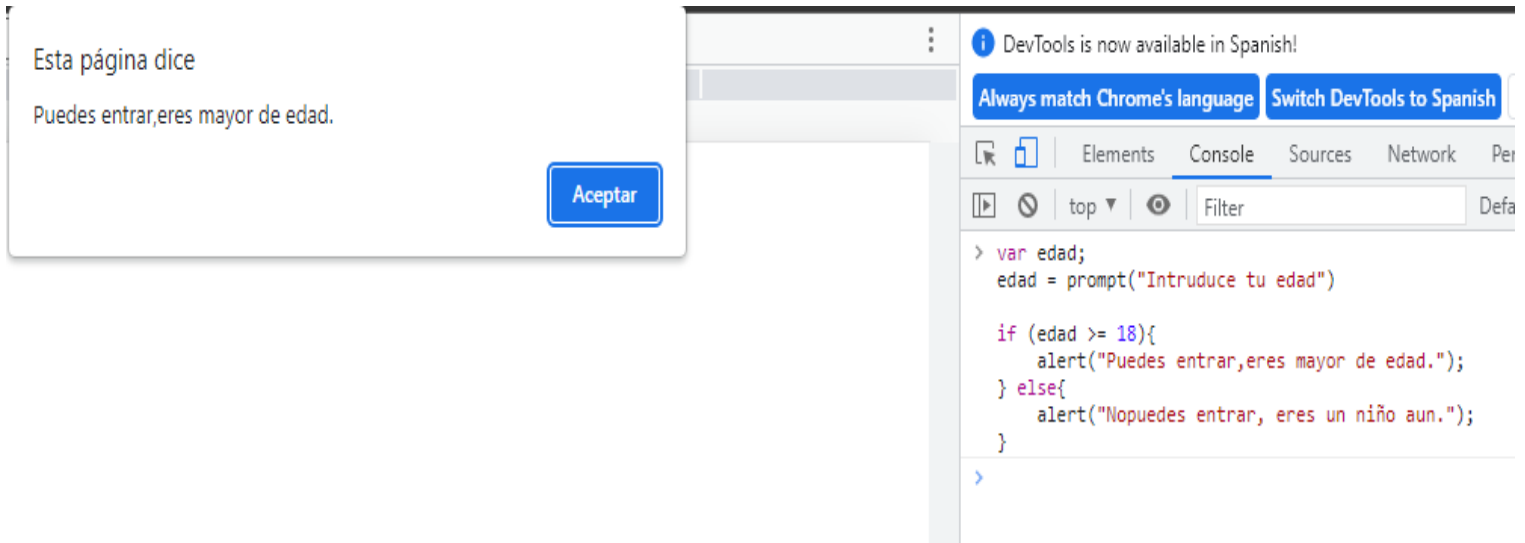 Esta página dice
Puedes entrar,eres mayor de edad.
Aceptar
DevTools is now available in Spanish!
Always match Chrome's language Switch DevTools to Spanish
Elements Console Sources Network Per
top Filter Defa
> var edad;
edad = prompt("Intruduce tu edad")
if (edad >= 18){
alert("Puedes entrar,eres mayor de edad.");
} else{
alert("Nopuedes entrar, eres un niño aun.");
}
>